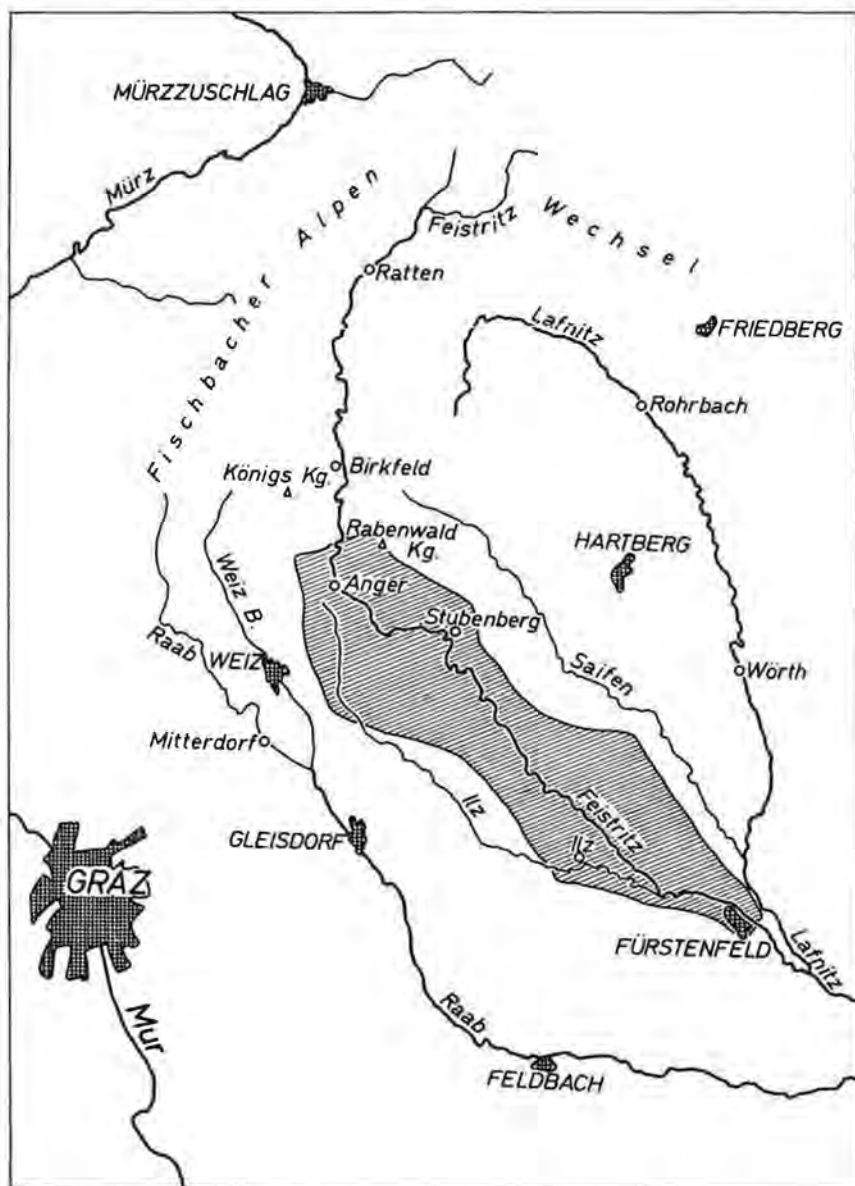 MÜRZZUSCHLAG
Mürz
Fischbacher Alpen
Feistritz
Wechsel
Ratten
Lafnitz
FRIEDBERG
Rohrbach
Birkfeld
Königs Kg.
Rabenwald
Kg.
HARTBERG
Anger
Weiz B.
Stubenberg
Raab
WEIZ
Saifen
Wörth
Mitterdorf
Ilz
Feistritz
GLEISDORF
Ilz
GRAZ
FÜRSTENFELD
Lafnitz
Mur
Raab
FELDBACH